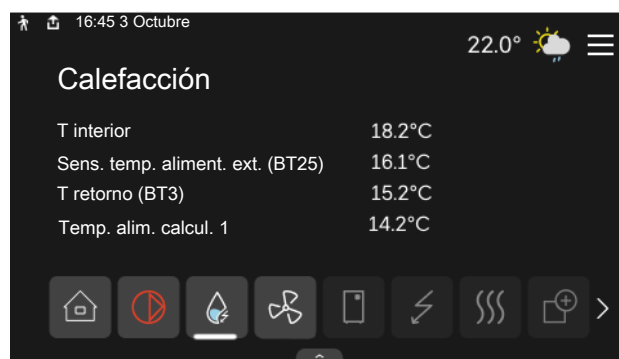 16:45 3 Octubre
22.0°
Calefacción
T interior 18.2°C
Sens. temp. aliment. ext. (BT25) 16.1°C
T retorno (BT3) 15.2°C
Temp. alim. calcul. 1 14.2°C